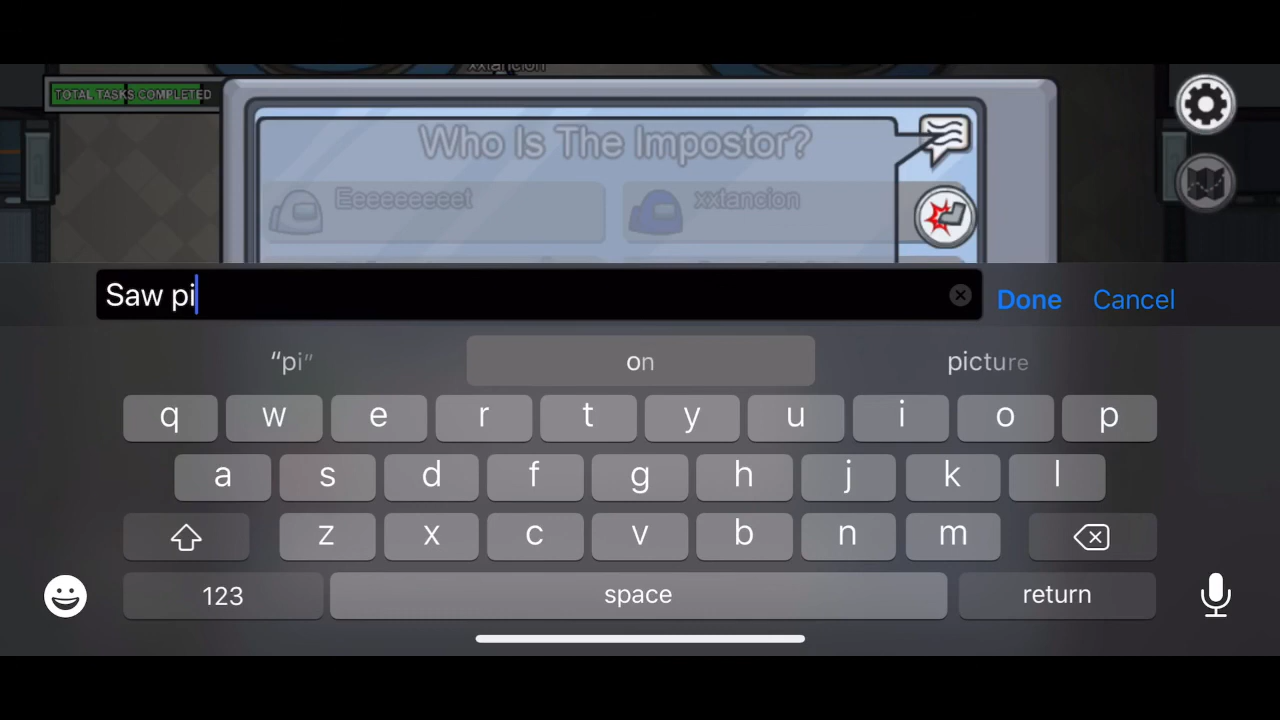 xxtancion
TOTAL TASKS COMPLETED
Who Is The Impostor?
Eeeeeeeeet xxtancion
Saw pi
Done Cancel
“pi” on picture
q w e r t y u i o p
a s d f g h j k l
z x c v b n m
123 space return